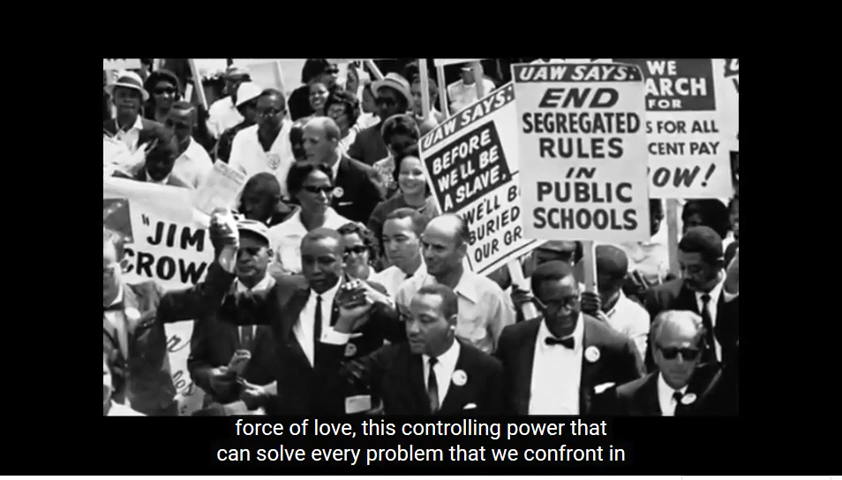 UAW SAYS:
BEFORE
WE'LL BE
A SLAVE,
WE'LL B
BURIED
OUR GR
UAW SAYS:
END
SEGREGATED
RULES
IN
PUBLIC
SCHOOLS
WE
ARCH
FOR
S FOR ALL
CENT PAY
OW!
"JIM
CROW
force of love, this controlling power that
can solve every problem that we confront in